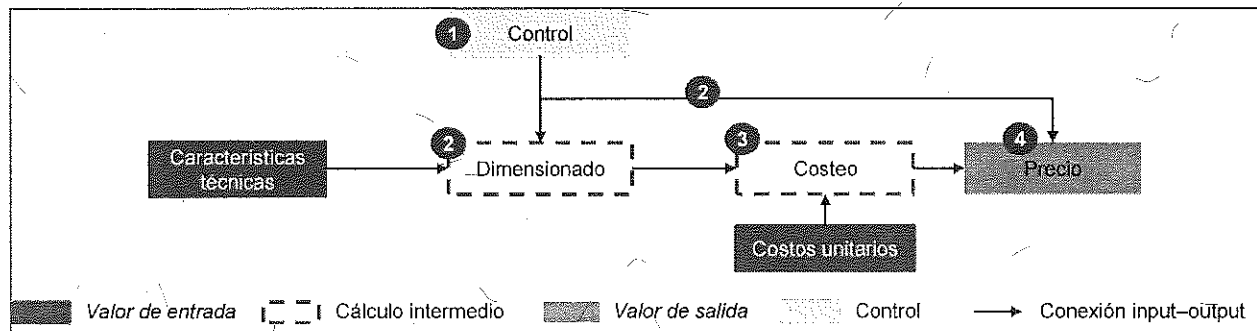 1 Control
2
Características
técnicas
2 Dimensionado
3 Costeo
4 Precio
Costos unitarios
Valor de entrada Cálculo intermedio Valor de salida Control Conexión input–output